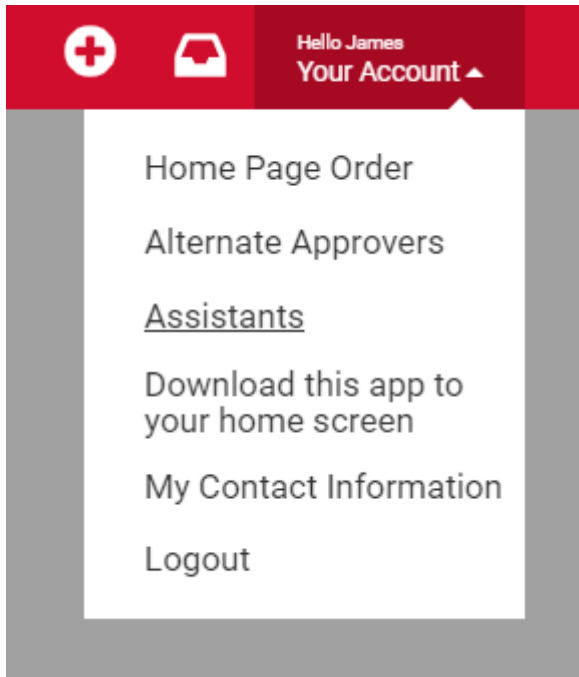 Hello James
Your Account
Home Page Order
Alternate Approvers
Assistants
Download this app to
your home screen
My Contact Information
Logout